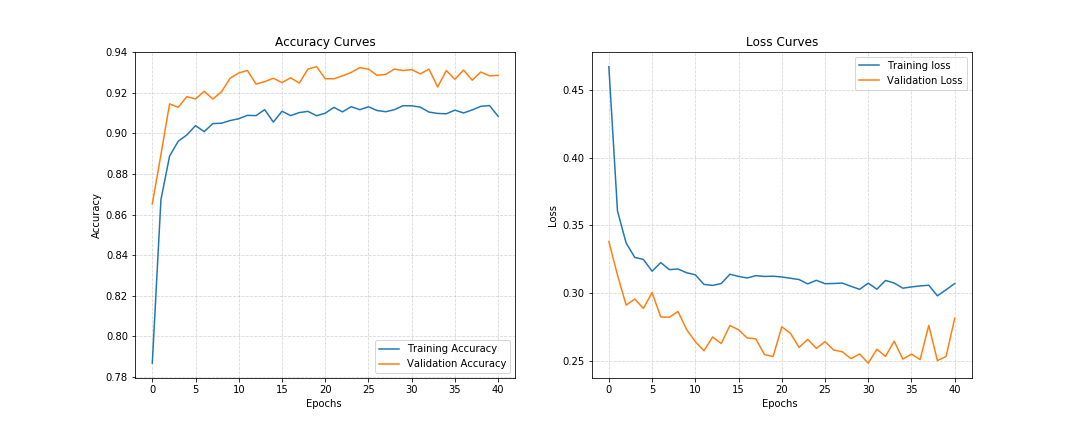 Accuracy Curves
Accuracy
0.94
0.92
0.90
0.88
0.86
0.84
0.82
0.80
0.78
0 5 10 15 20 25 30 35 40
Epochs
Training Accuracy
Validation Accuracy
Loss Curves
Loss
0.45
0.40
0.35
0.30
0.25
0 5 10 15 20 25 30 35 40
Epochs
Training loss
Validation Loss